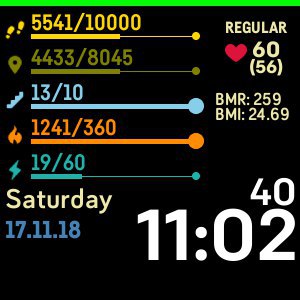 5541/10000
4433/8045
13/10
1241/360
19/60
REGULAR
60
(56)
BMR: 259
BMI: 24.69
Saturday
17.11.18
40
11:02